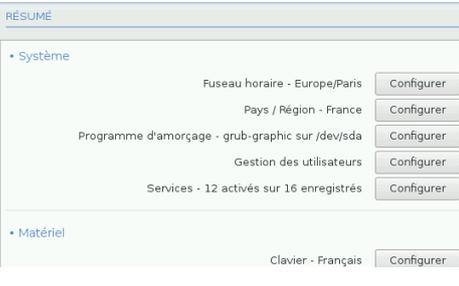 RÉSUMÉ
• Système
Fuseau horaire - Europe/Paris Configurer
Pays / Région - France Configurer
Programme d'amorçage - grub-graphic sur /dev/sda Configurer
Gestion des utilisateurs Configurer
Services - 12 activés sur 16 enregistrés Configurer
• Matériel
Clavier - Français Configurer